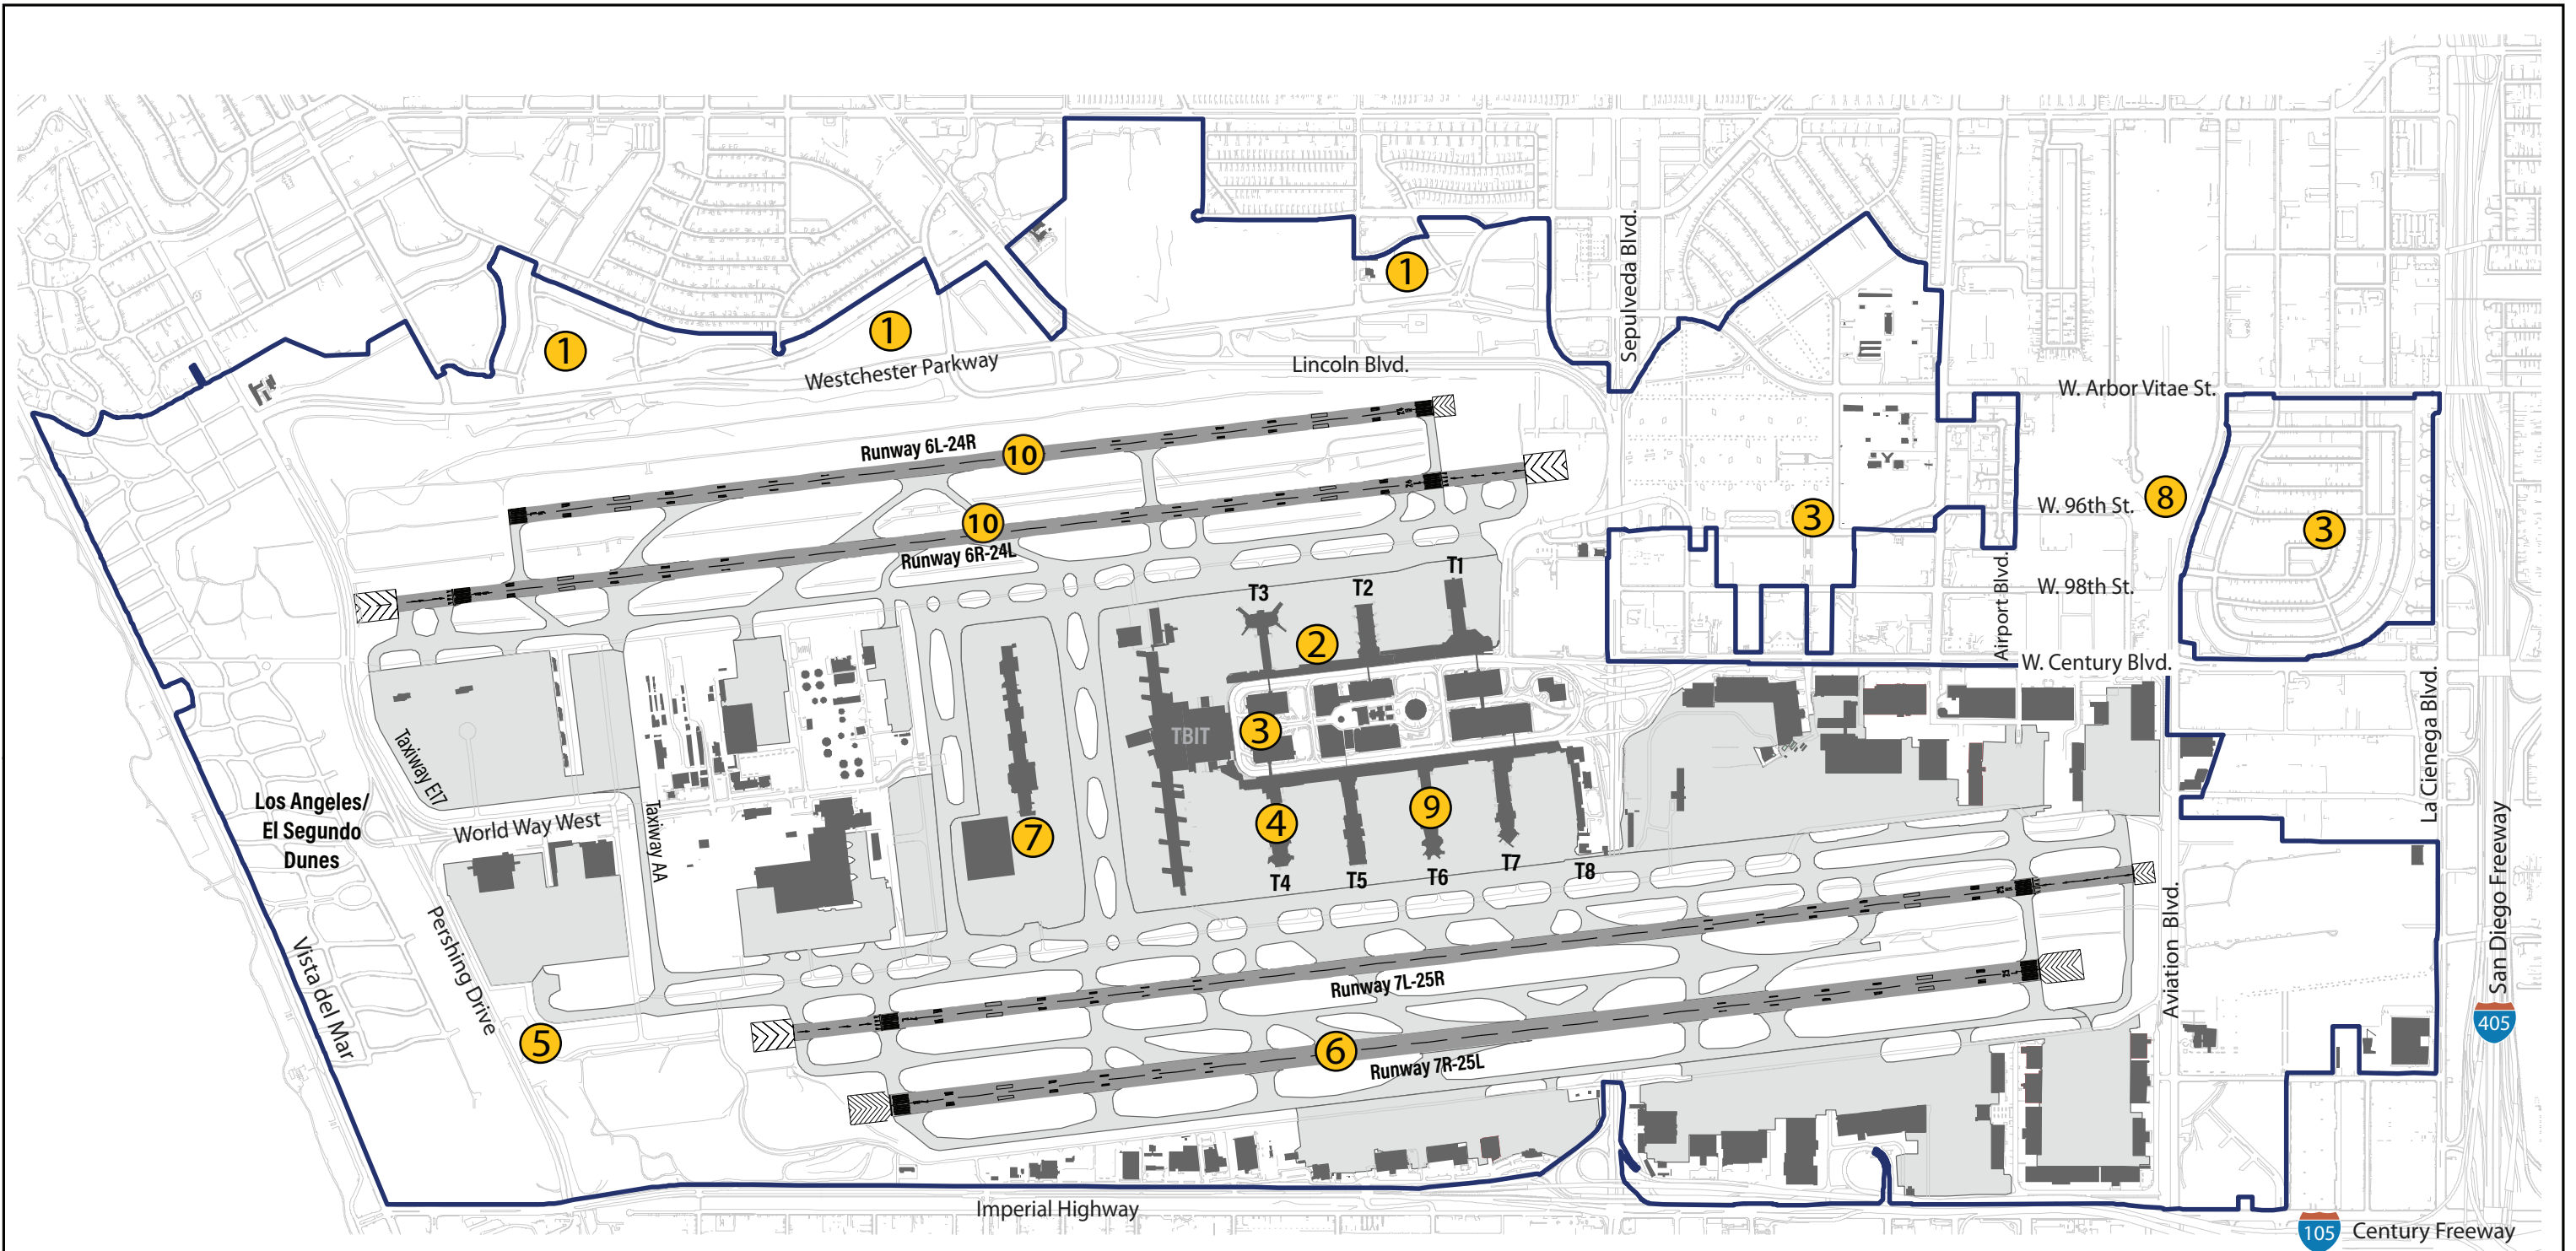 Sepulveda Blvd.
1
1
1
Westchester Parkway
Lincoln Blvd.
W. Arbor Vitae St.
Runway 6L-24R
10
10
Runway 6R-24L
W. 96th St.
8
3
3
W. 98th St.
Airport Blvd.
W. Century Blvd.
T3
T2
T1
2
3
TBIT
4
9
7
T4
T5
T6
T7
T8
Taxiway E17
Los Angeles/
El Segundo
Dunes
World Way West
Taxiway AA
La Cienega Blvd.
San Diego Freeway
405
Aviation Blvd.
Pershing Drive
Vista del Mar
5
Runway 7L-25R
6
Runway 7R-25L
Imperial Highway
105
Century Freeway